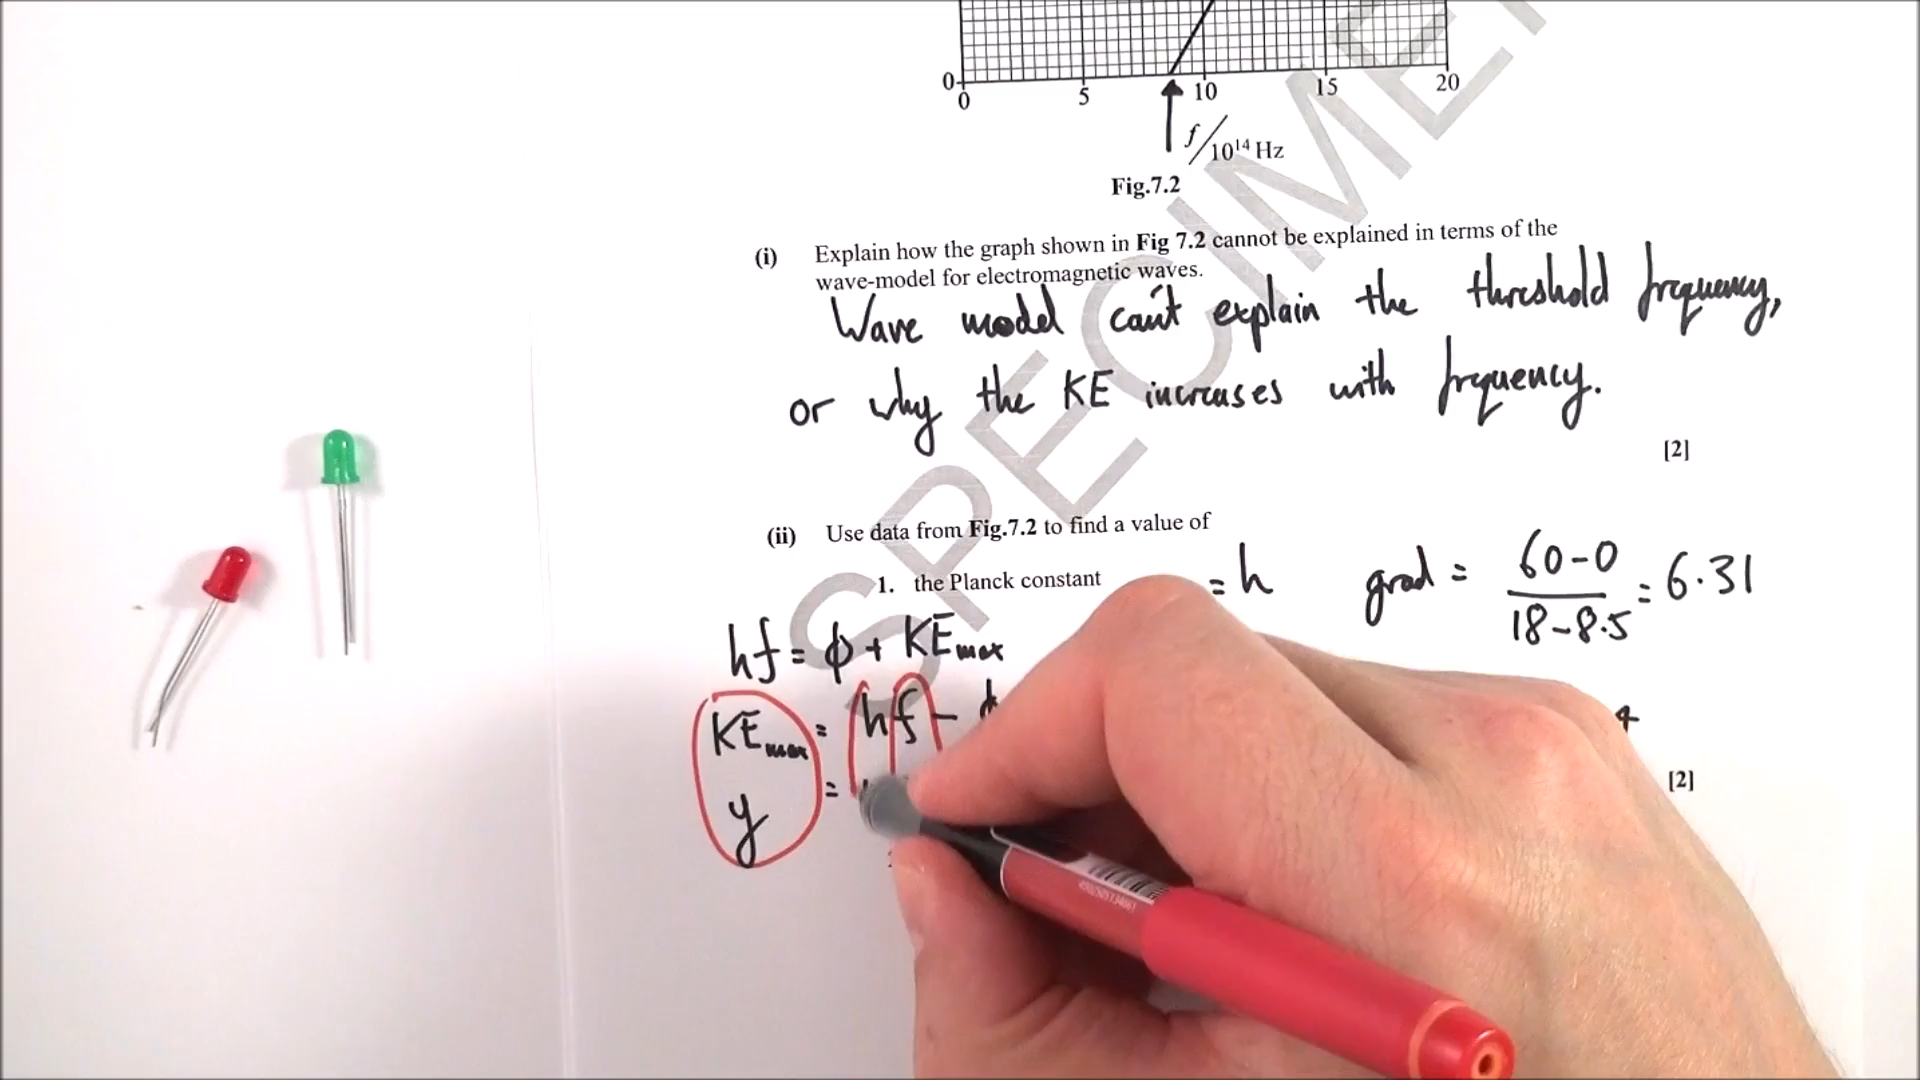 0
0 5 10 15 20
f/10¹⁴ Hz
Fig.7.2
(i) Explain how the graph shown in Fig 7.2 cannot be explained in terms of the
wave-model for electromagnetic waves.
Wave model can't explain the threshold frequency,
or why the KE increases with frequency.
[2]
(ii) Use data from Fig.7.2 to find a value of
1. the Planck constant
= h grad = 60-0 / 18-8.5 = 6.31
hf = ϕ + KEmax
KEmax = hf -
[2]
y =
SPECIMEN